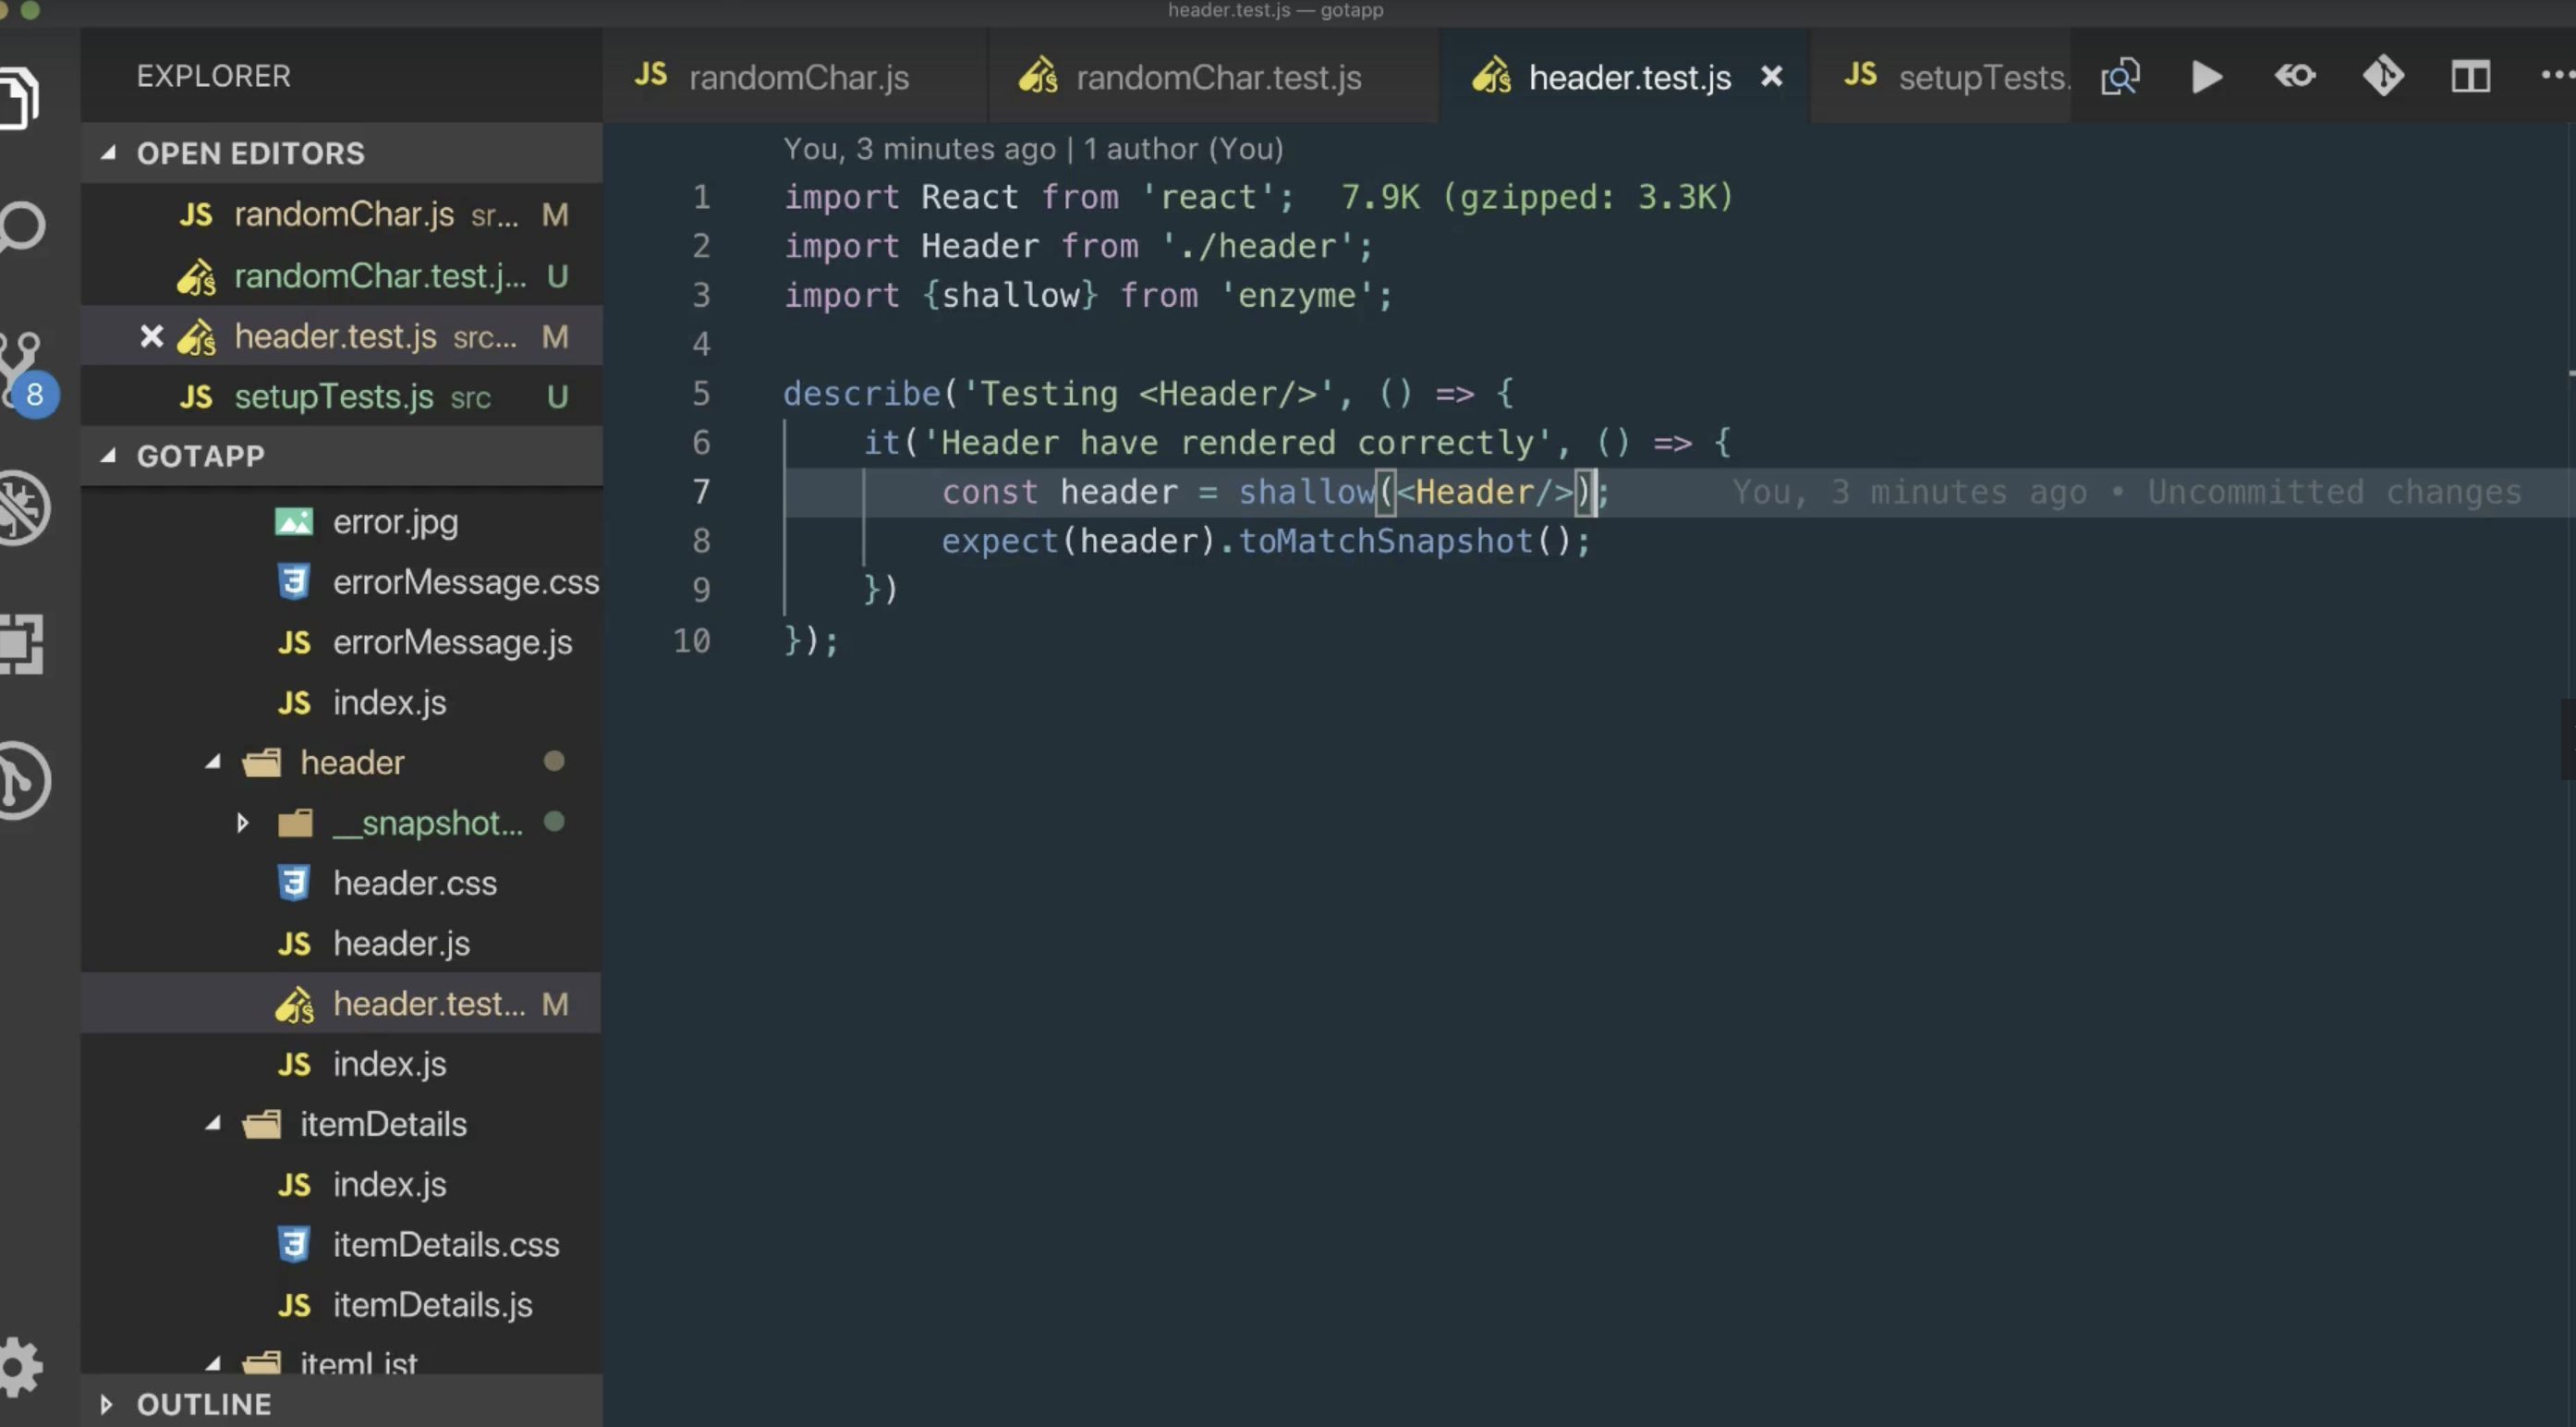 header.test.js — gotapp
EXPLORER
OPEN EDITORS
JS randomChar.js sr... M
randomChar.test.j... U
header.test.js src... M
JS setupTests.js src U
8
GOTAPP
error.jpg
errorMessage.css
JS errorMessage.js
JS index.js
header
__snapshot...
header.css
JS header.js
header.test... M
JS index.js
itemDetails
JS index.js
itemDetails.css
JS itemDetails.js
itemList
OUTLINE
JS randomChar.js
randomChar.test.js
header.test.js
JS setupTests.
You, 3 minutes ago | 1 author (You)
1 import React from 'react'; 7.9K (gzipped: 3.3K)
2 import Header from './header';
3 import {shallow} from 'enzyme';
4
5 describe('Testing <Header/>', () => {
6 it('Header have rendered correctly', () => {
7 const header = shallow(<Header/>); You, 3 minutes ago • Uncommitted changes
8 expect(header).toMatchSnapshot();
9 })
10 });